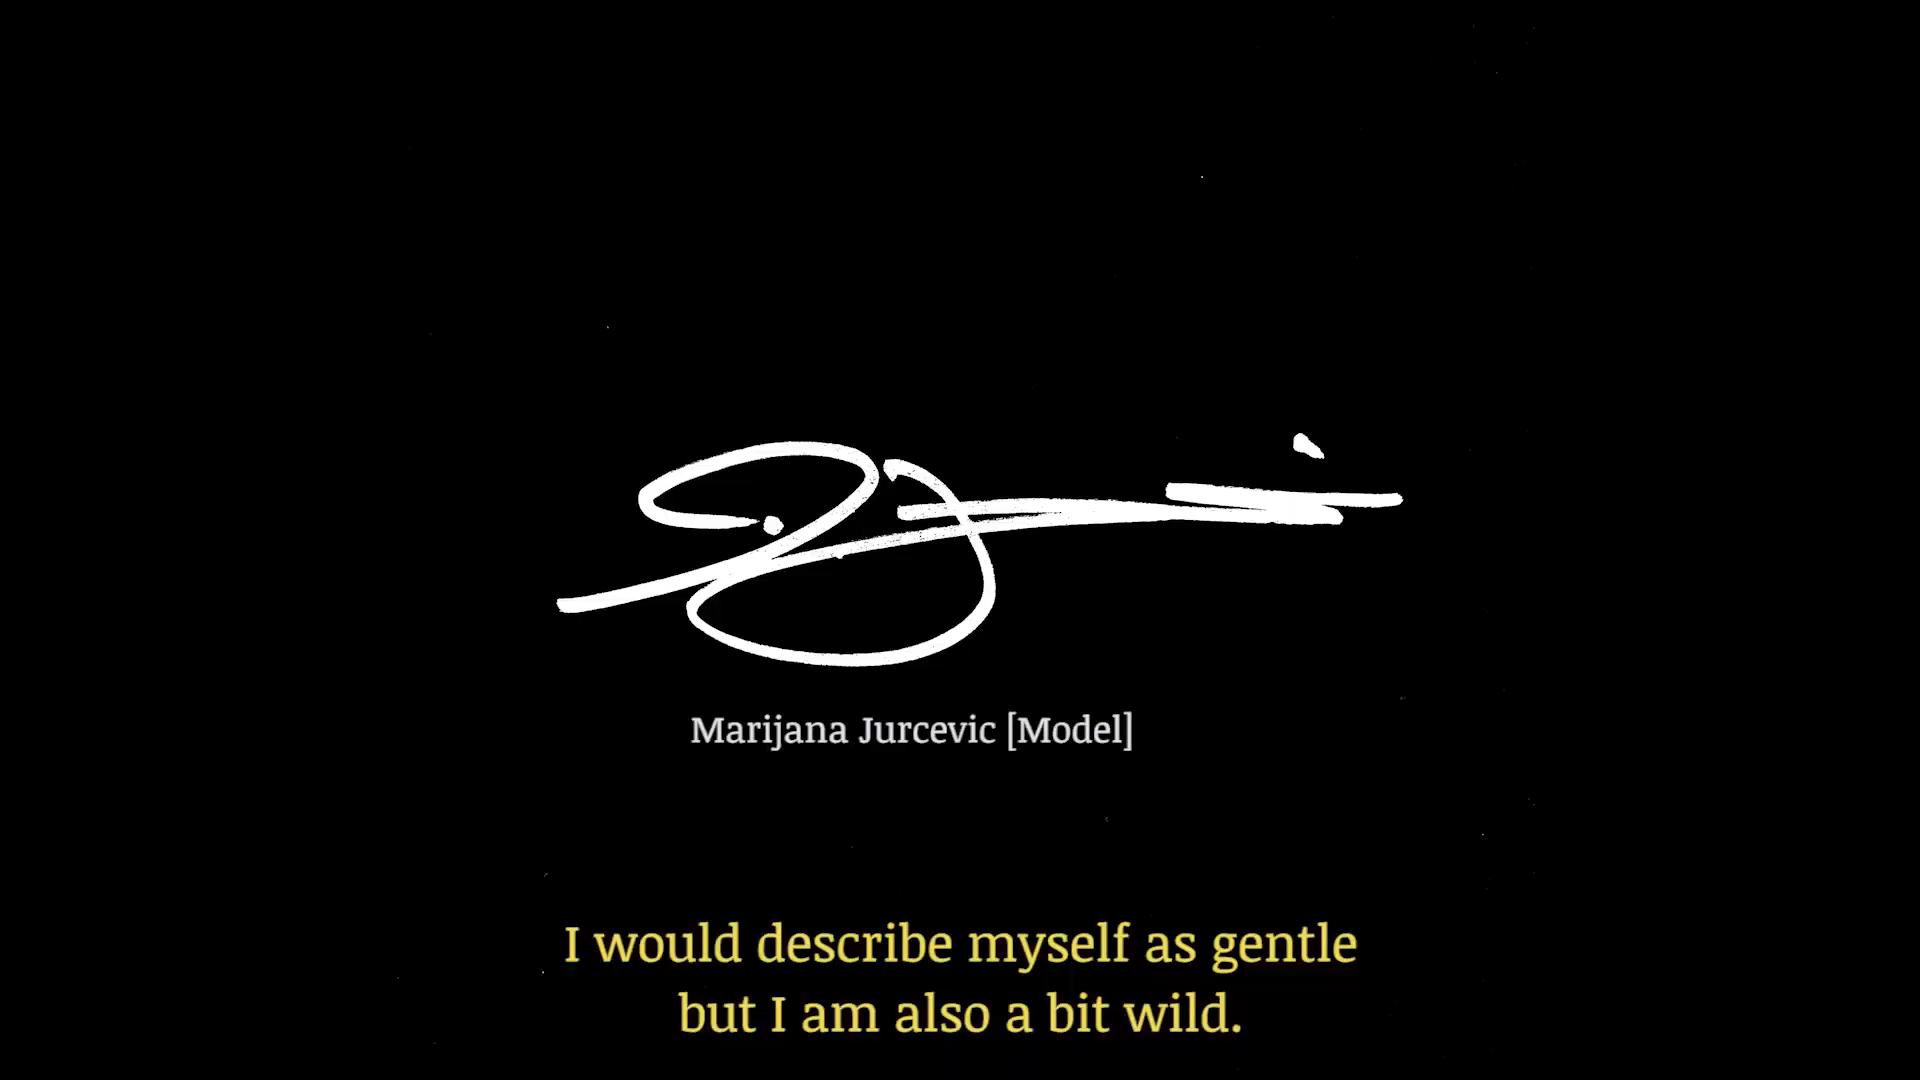 Marijana Jurcevic [Model]
I would describe myself as gentle
but I am also a bit wild.